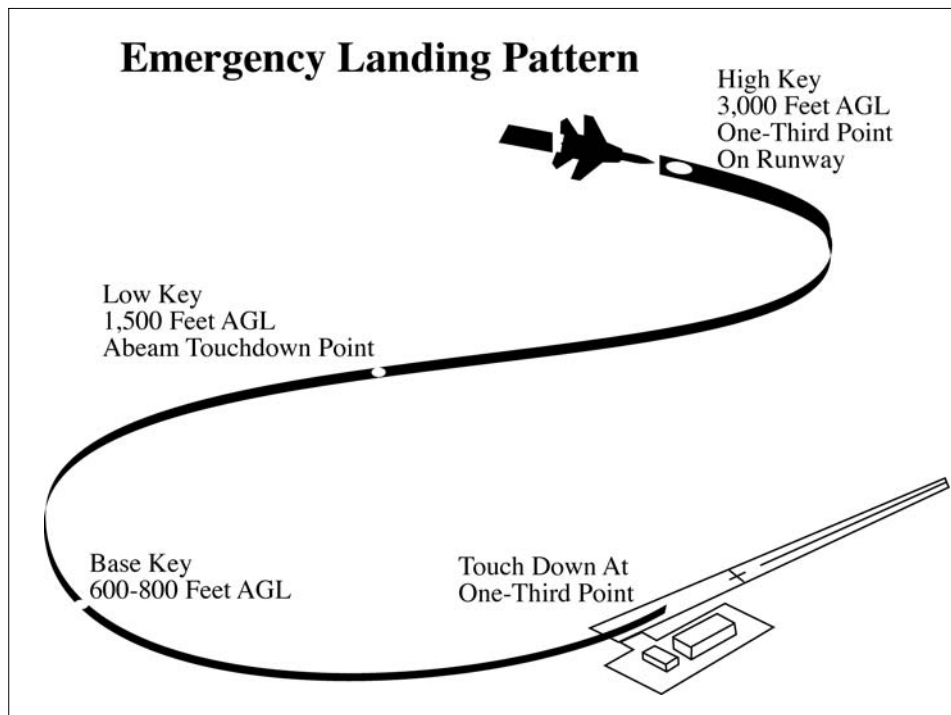 Emergency Landing Pattern
High Key
3,000 Feet AGL
One-Third Point
On Runway
Low Key
1,500 Feet AGL
Abeam Touchdown Point
Base Key
600-800 Feet AGL
Touch Down At
One-Third Point